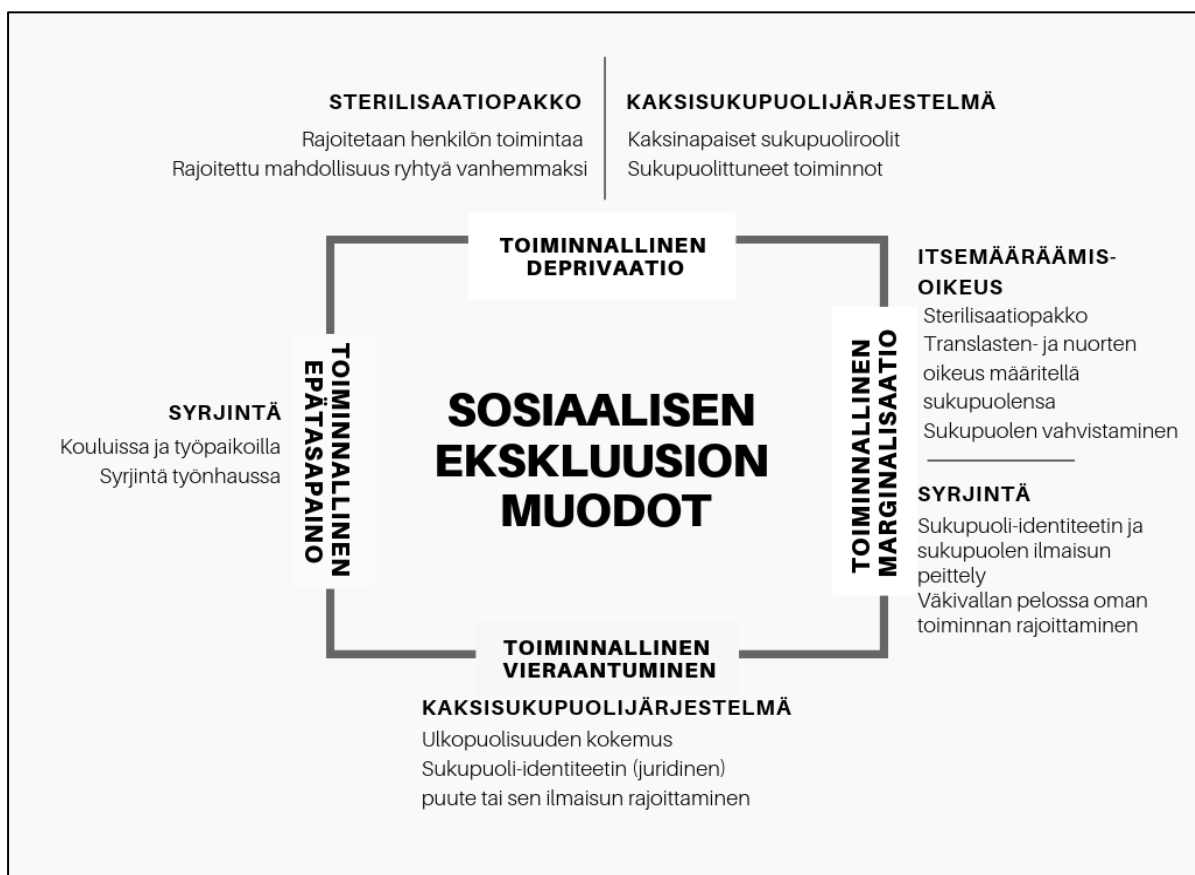 STERILISAATIOPAKKO
Rajoitetaan henkilön toimintaa
Rajoitettu mahdollisuus ryhtyä vanhemmaksi
KAKSISUKUPUOLIJÄRJESTELMÄ
Kaksinapaiset sukupuoliroolit
Sukupuolittuneet toiminnot
TOIMINNALLINEN
DEPRIVAATIO
SYRJINTÄ
Kouluissa ja työpaikoilla
Syrjintä työnhaussa
TOIMINNALLINEN
EPÄTASAPAINO
SOSIAALISEN
EKSKLUUSION
MUODOT
TOIMINNALLINEN
MARGINALISAATIO
ITSEMÄÄRÄÄMIS-
OIKEUS
Sterilisaatiopakko
Translasten- ja nuorten
oikeus määritellä
sukupuolensa
Sukupuolen vahvistaminen
SYRJINTÄ
Sukupuoli-identiteetin ja
sukupuolen ilmaisun
peittely
Väkivallan pelossa oman
toiminnan rajoittaminen
TOIMINNALLINEN
VIERAANTUMINEN
KAKSISUKUPUOLIJÄRJESTELMÄ
Ulkopuolisuuden kokemus
Sukupuoli-identiteetin (juridinen)
puute tai sen ilmaisun rajoittaminen